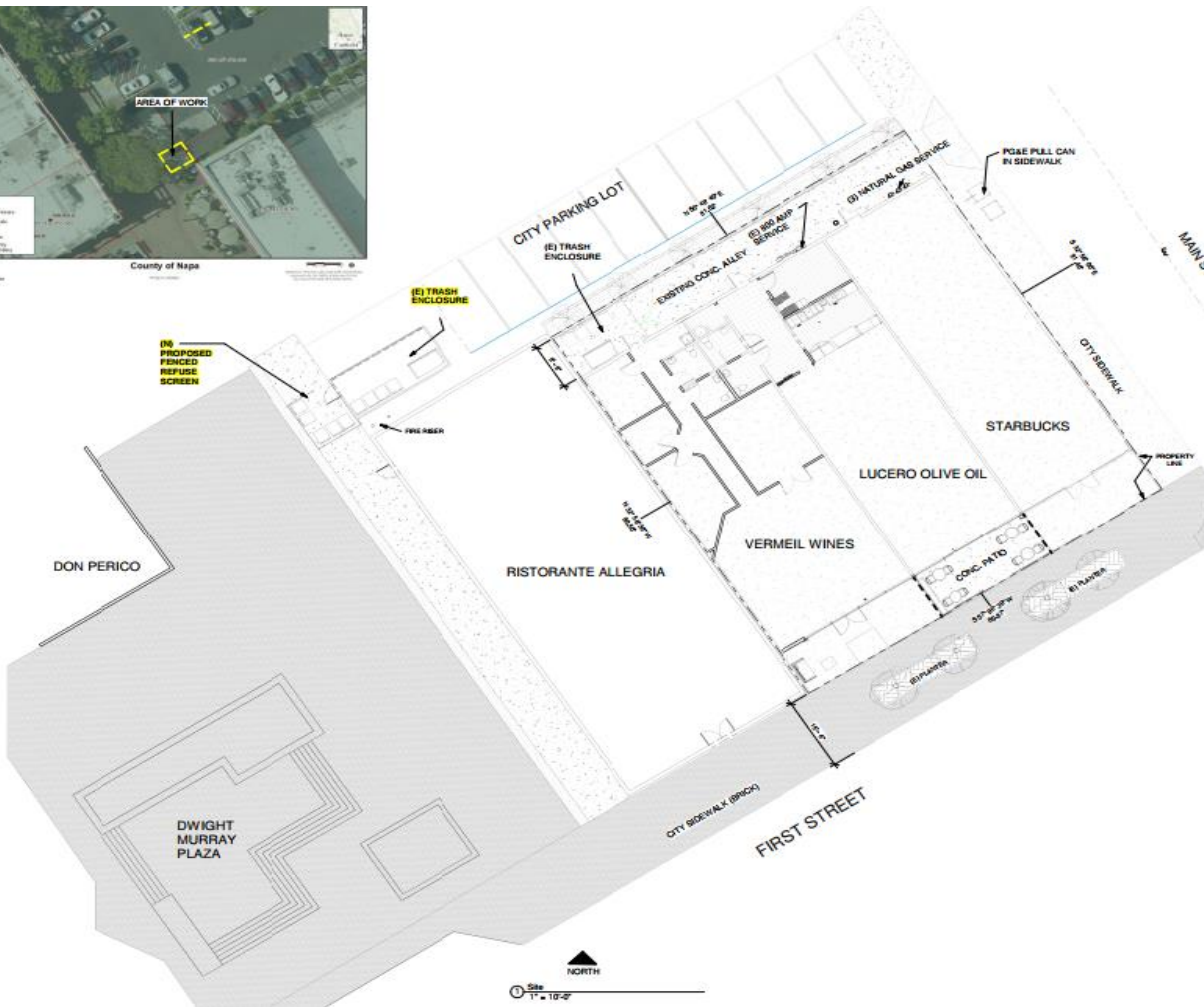 AREA OF WORK
County of Napa
CITY PARKING LOT
(E) TRASH
ENCLOSURE
EXISTING CONC. ALLEY
(E) 800 AMP
SERVICE
(3) NATURAL GAS SERVICE
PG&E PULL CAN
IN SIDEWALK
MAIN S
CITY SIDEWALK
PROPERTY
LINE
(E) TRASH
ENCLOSURE
(N)
PROPOSED
FENCED
REFUSE
SCREEN
FIRE RISER
STARBUCKS
LUCERO OLIVE OIL
VERMEIL WINES
RISTORANTE ALLEGRIA
DON PERICO
CONC. PATIO
(E) PLANTER
(E) PLANTER
DWIGHT
MURRAY
PLAZA
CITY SIDEWALK (BRICK)
FIRST STREET
NORTH
1 Site
1" = 10'-0"